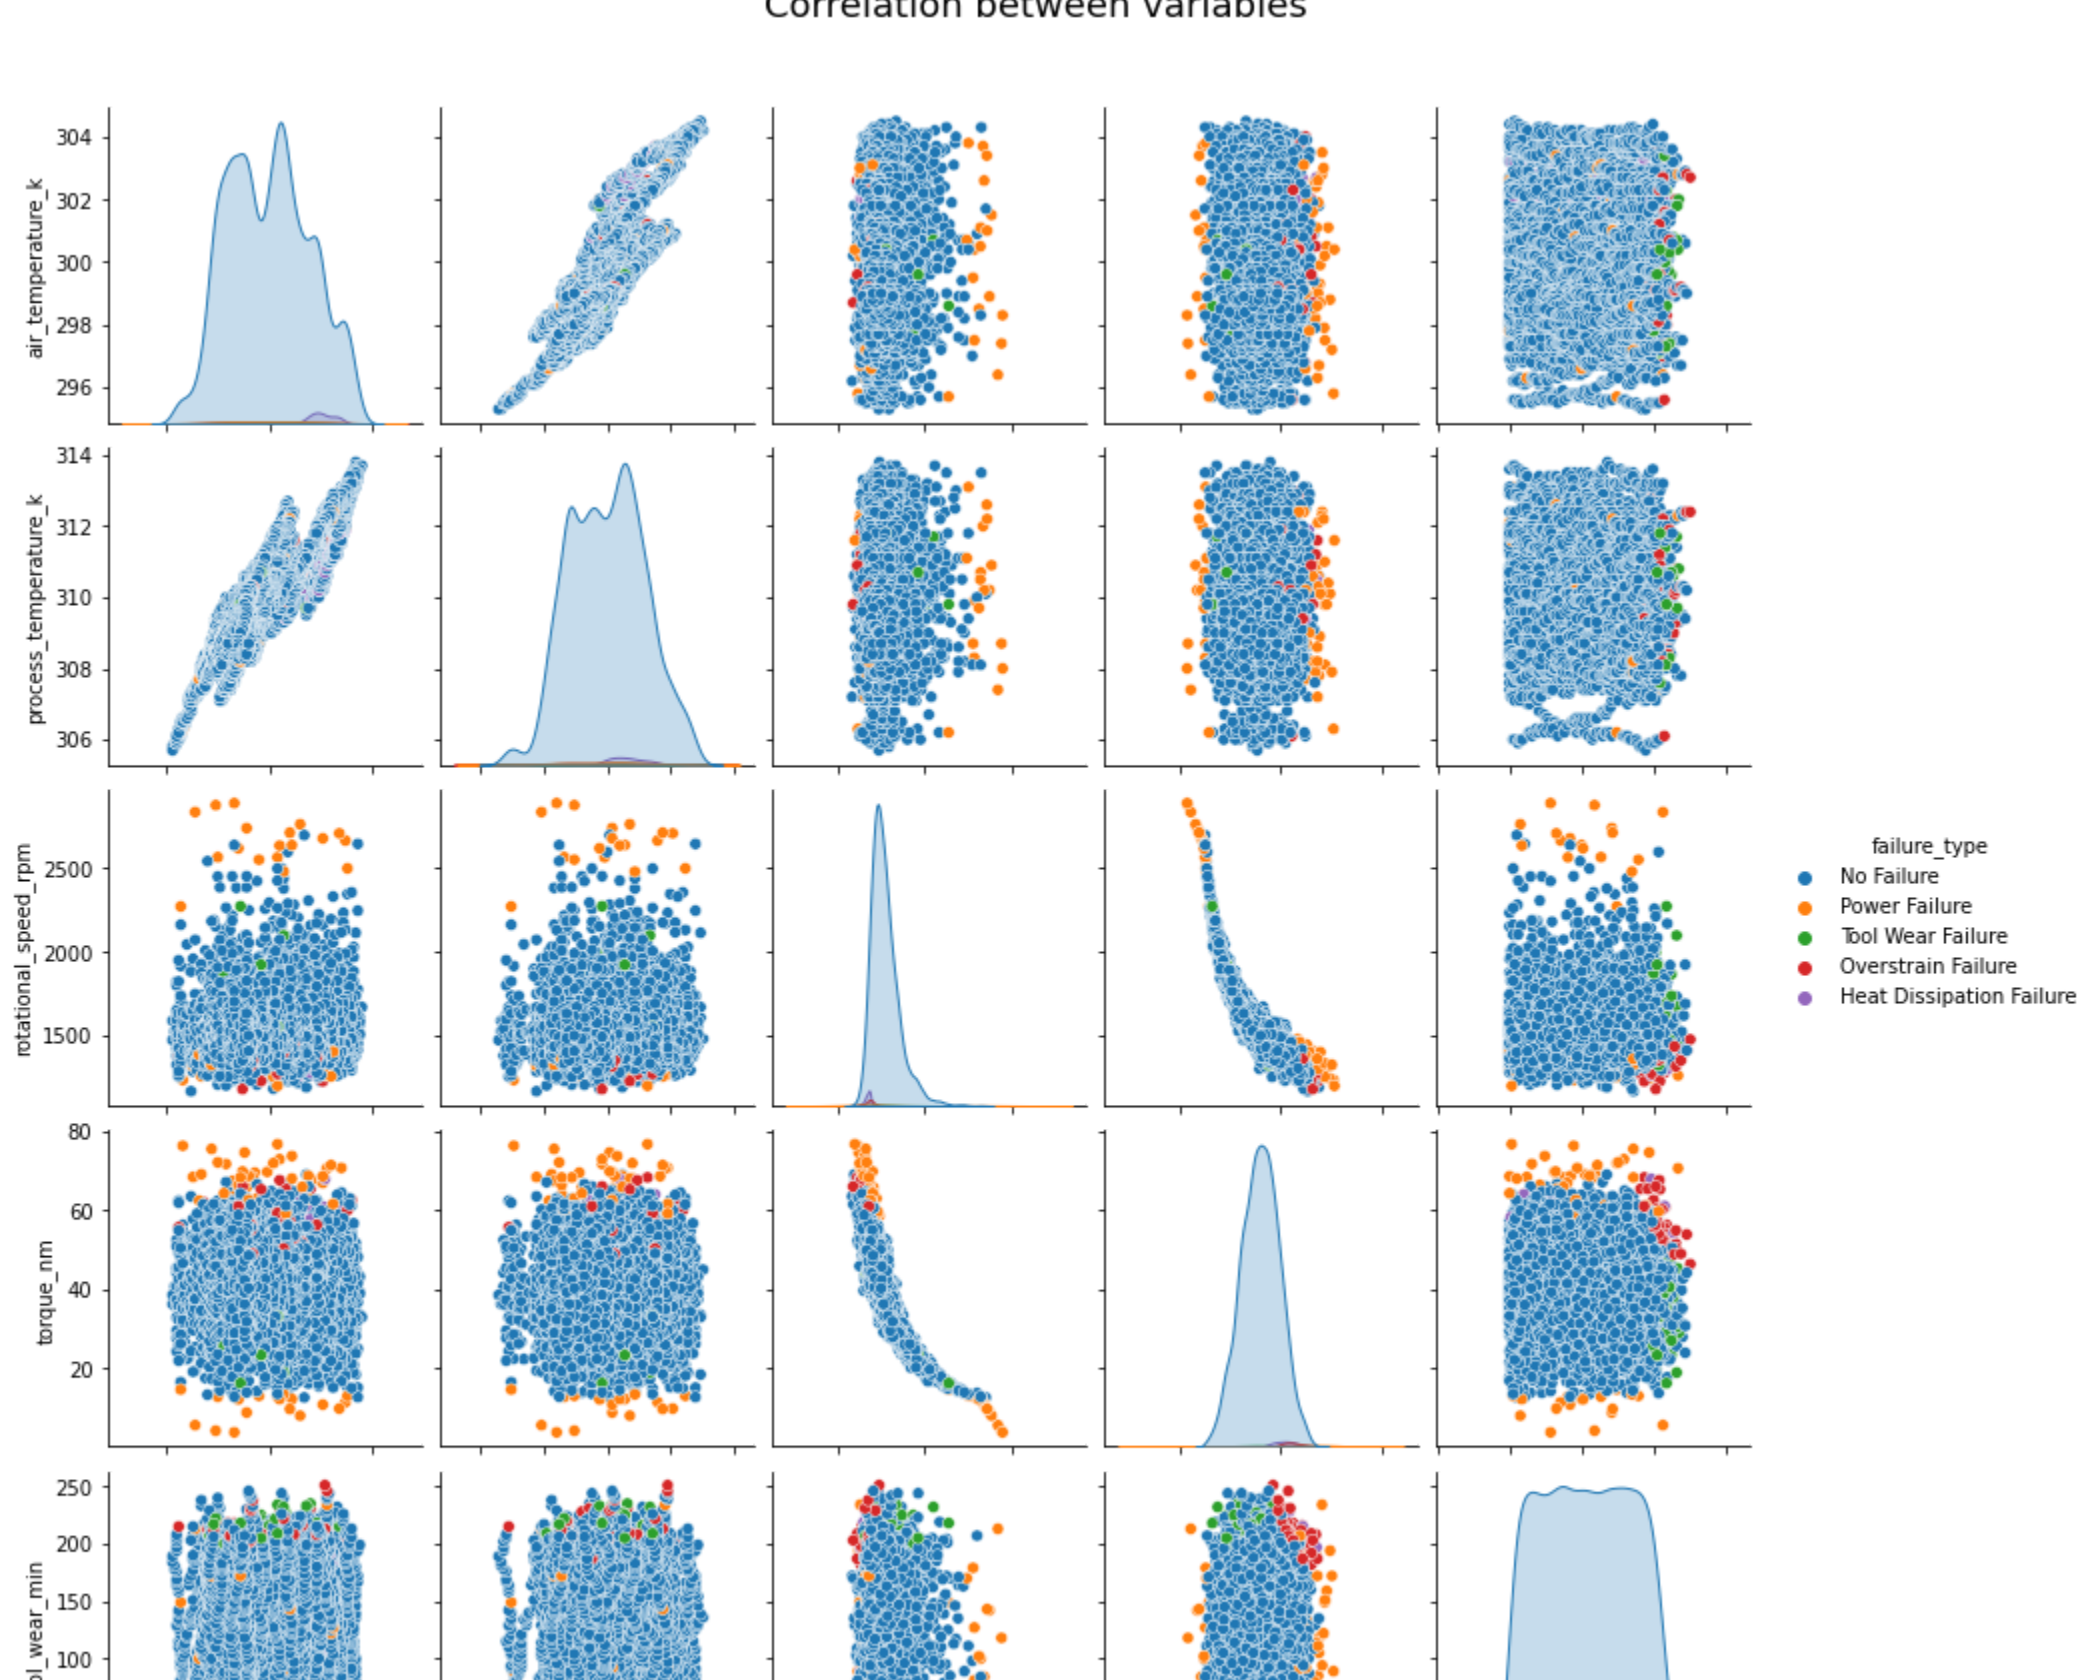 Correlation between variables
304
302
300
298
296
air_temperature_k
314
312
310
308
306
process_temperature_k
2500
2000
1500
rotational_speed_rpm
failure_type
No Failure
Power Failure
Tool Wear Failure
Overstrain Failure
Heat Dissipation Failure
80
60
40
20
torque_nm
250
200
150
100
ol_wear_min